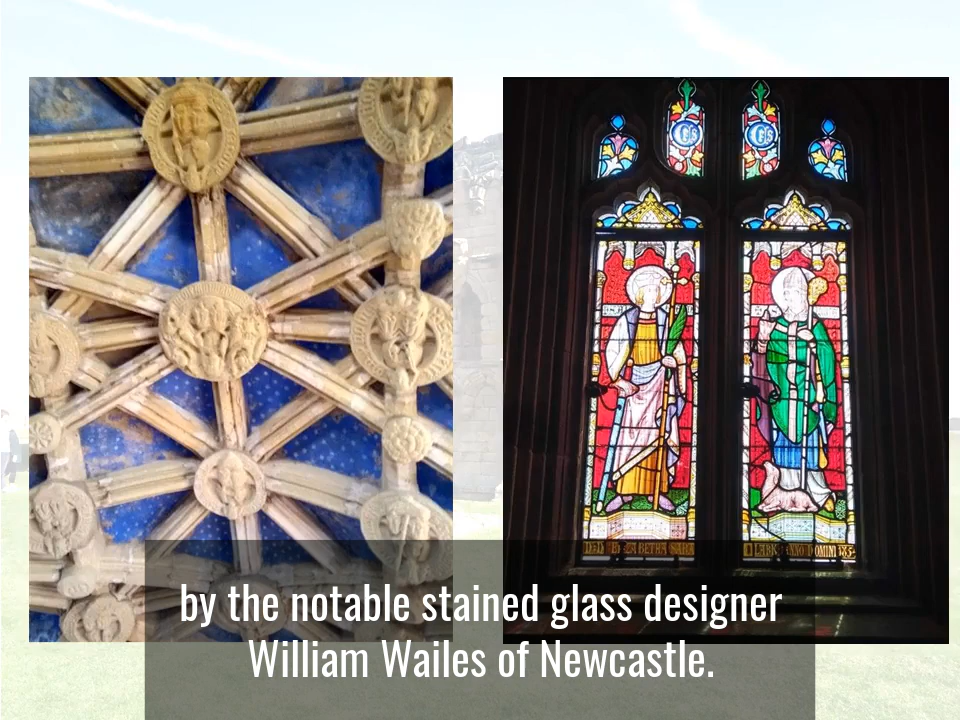 by the notable stained glass designer
William Wailes of Newcastle.